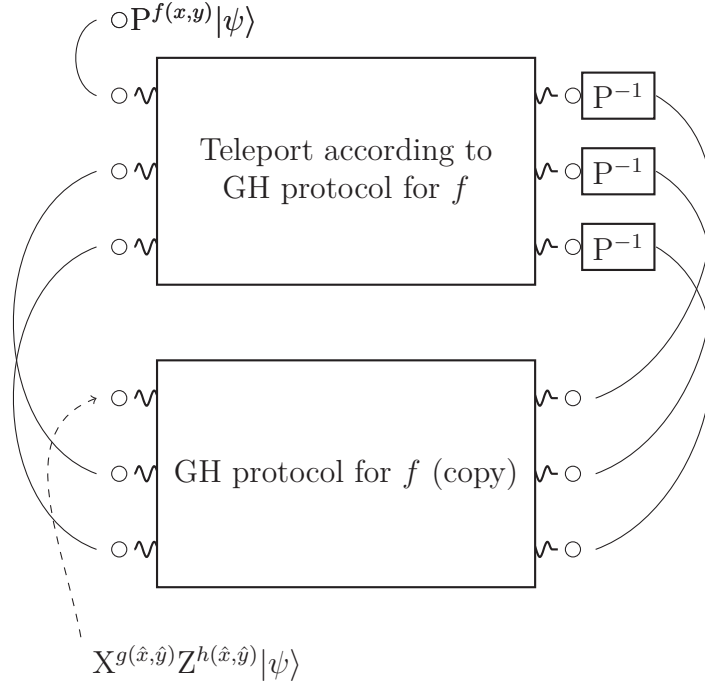 P^{f(x,y)}|ψ⟩
P^{-1}
Teleport according to
GH protocol for f
P^{-1}
P^{-1}
GH protocol for f (copy)
X^{g(x̂,ŷ)}Z^{h(x̂,ŷ)}|ψ⟩